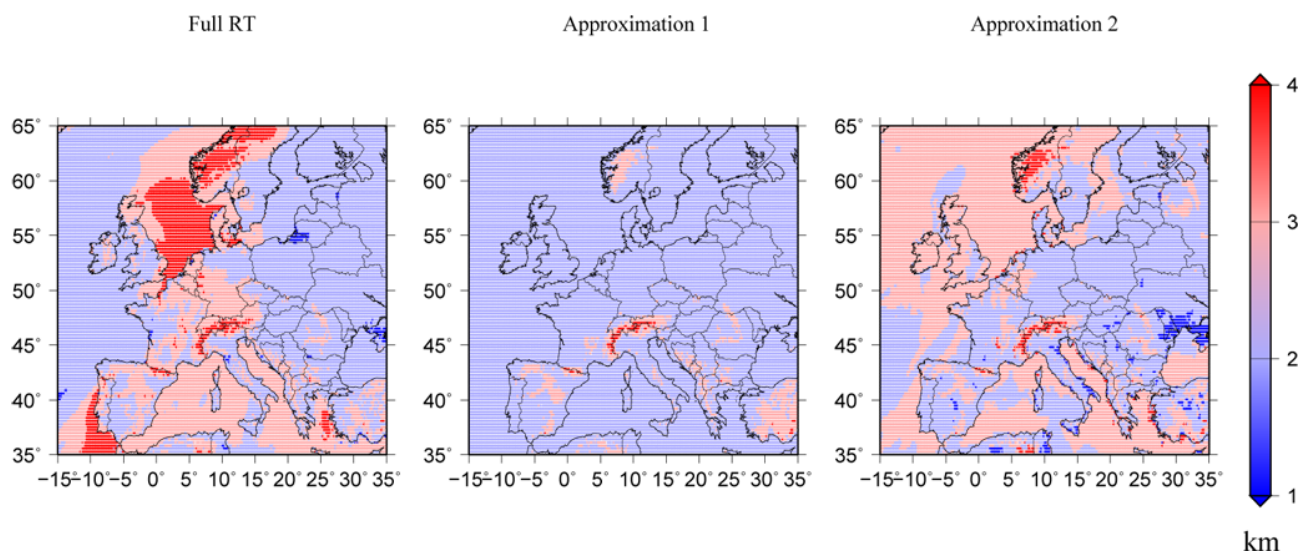 Full RT Approximation 1 Approximation 2
65° 65° 65° 4
60° 60° 60°
55° 55° 55° 3
50° 50° 50°
45° 45° 45° 2
40° 40° 40°
35° 35° 35° 1
−15−10−5 0 5 10 15 20 25 30 35° −15−10−5 0 5 10 15 20 25 30 35° −15−10−5 0 5 10 15 20 25 30 35°
km